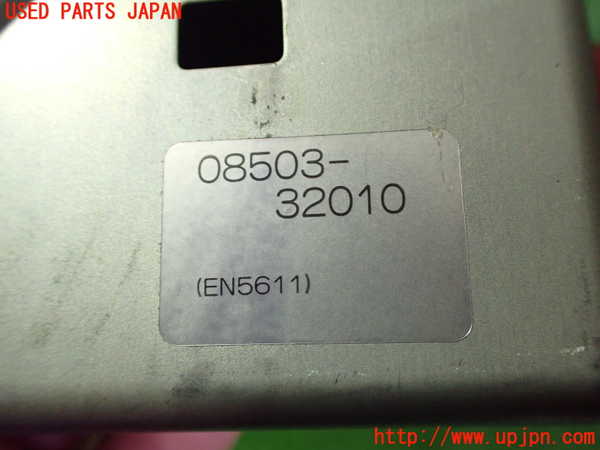 USED PARTS JAPAN
08503-
32010
(EN5611)
http://www.upjpn.com/